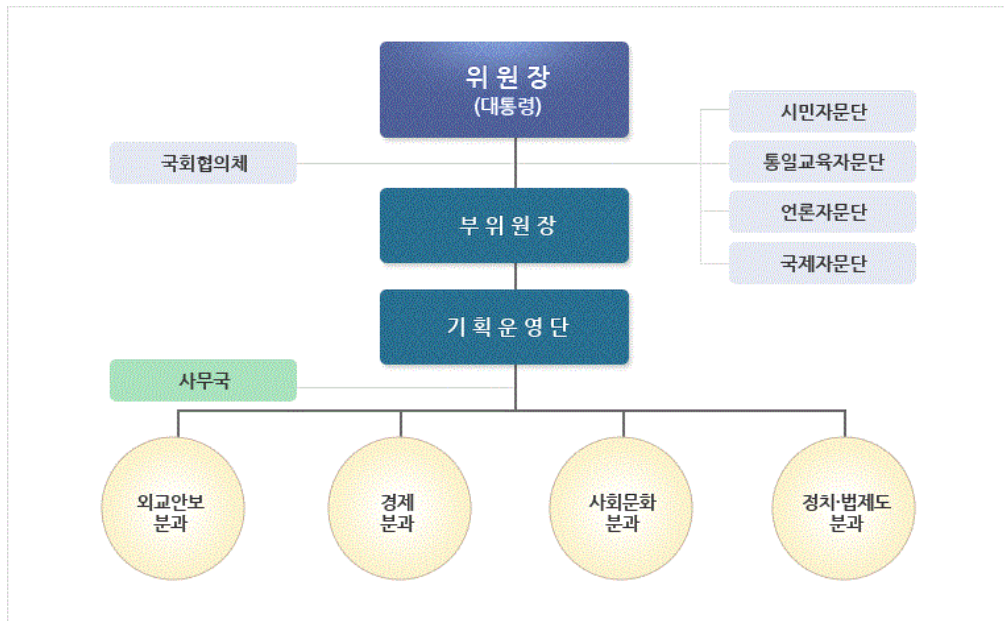 위 원 장
(대통령)
시민자문단
국회협의체
통일교육자문단
부 위 원 장
언론자문단
국제자문단
기 획 운 영 단
사무국
외교안보
분과
경제
분과
사회문화
분과
정치·법제도
분과